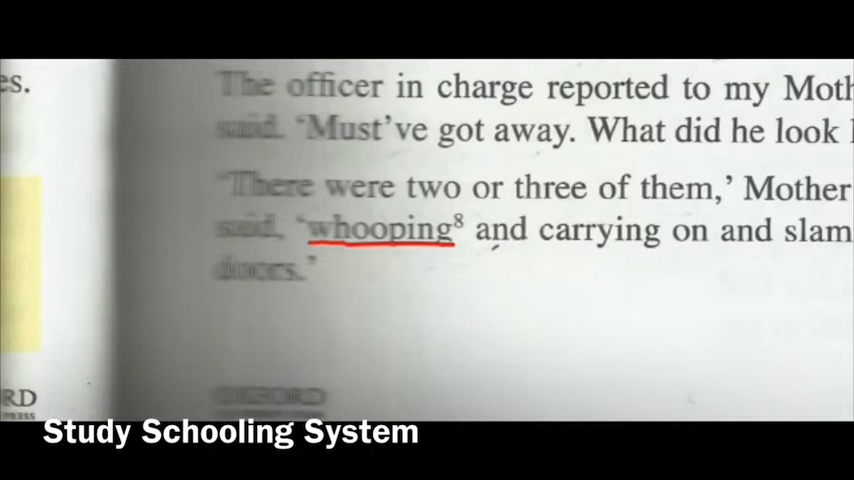 es.
The officer in charge reported to my Moth
said. 'Must've got away. What did he look l
'There were two or three of them,' Mother
said, 'whooping⁸ and carrying on and slam
doors.'
RD
PRESS
OXFORD
Study Schooling System